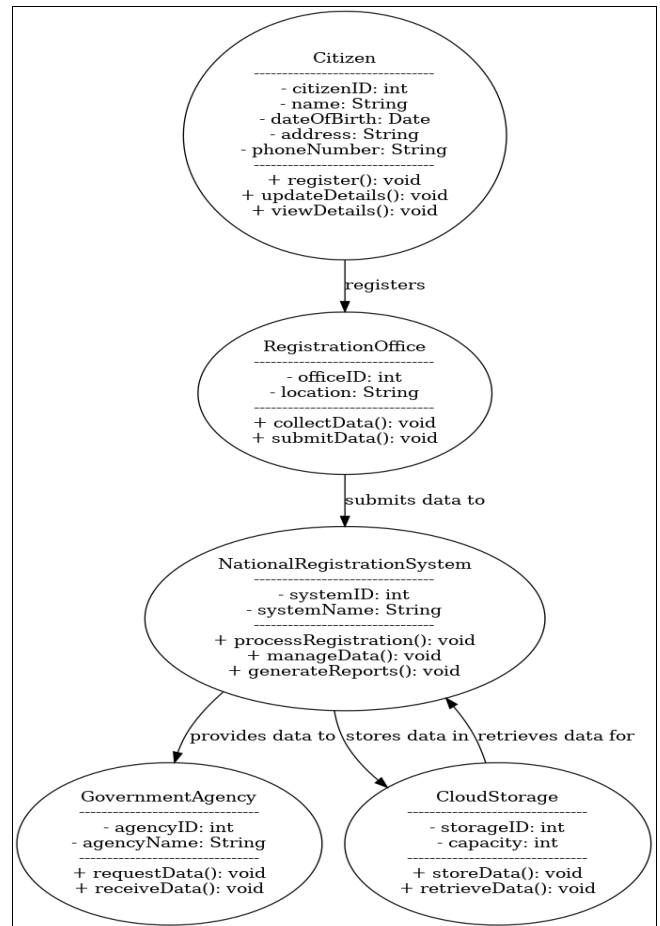 Citizen
--------------------------------
- citizenID: int
- name: String
- dateOfBirth: Date
- address: String
- phoneNumber: String
--------------------------------
+ register(): void
+ updateDetails(): void
+ viewDetails(): void
registers
RegistrationOffice
--------------------------------
- officeID: int
- location: String
--------------------------------
+ collectData(): void
+ submitData(): void
submits data to
NationalRegistrationSystem
--------------------------------
- systemID: int
- systemName: String
--------------------------------
+ processRegistration(): void
+ manageData(): void
+ generateReports(): void
provides data to
stores data in
retrieves data for
GovernmentAgency
--------------------------------
- agencyID: int
- agencyName: String
--------------------------------
+ requestData(): void
+ receiveData(): void
CloudStorage
--------------------------------
- storageID: int
- capacity: int
--------------------------------
+ storeData(): void
+ retrieveData(): void